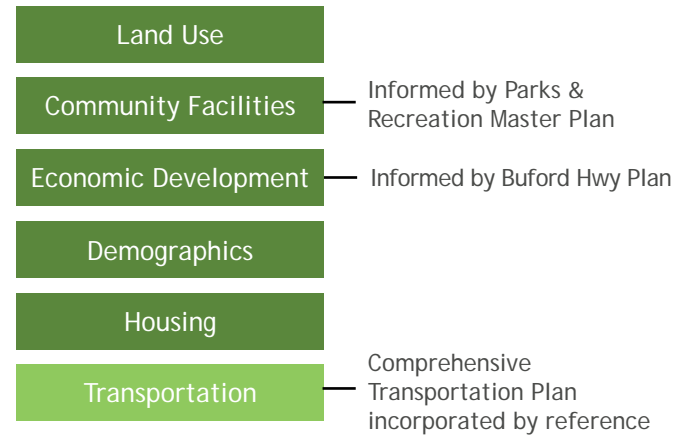 Land Use
Community Facilities
Informed by Parks &
Recreation Master Plan
Economic Development
Informed by Buford Hwy Plan
Demographics
Housing
Transportation
Comprehensive
Transportation Plan
incorporated by reference